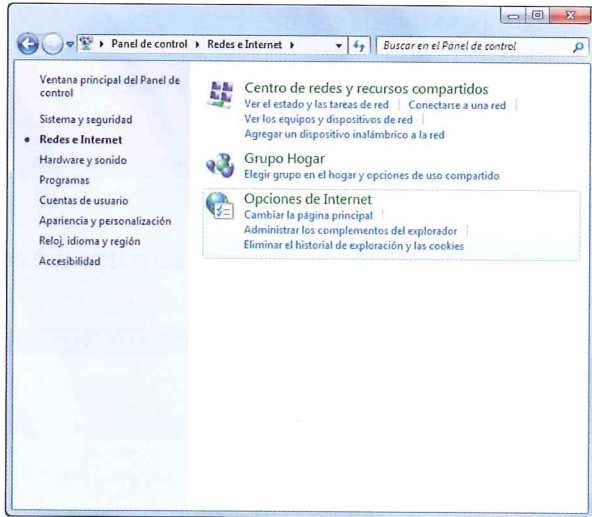 Panel de control Redes e Internet
Buscar en el Panel de control
Ventana principal del Panel de
control
Sistema y seguridad
Redes e Internet
Hardware y sonido
Programas
Cuentas de usuario
Apariencia y personalización
Reloj, idioma y región
Accesibilidad
Centro de redes y recursos compartidos
Ver el estado y las tareas de red
Conectarse a una red
Ver los equipos y dispositivos de red
Agregar un dispositivo inalámbrico a la red
Grupo Hogar
Elegir grupo en el hogar y opciones de uso compartido
Opciones de Internet
Cambiar la página principal
Administrar los complementos del explorador
Eliminar el historial de exploración y las cookies